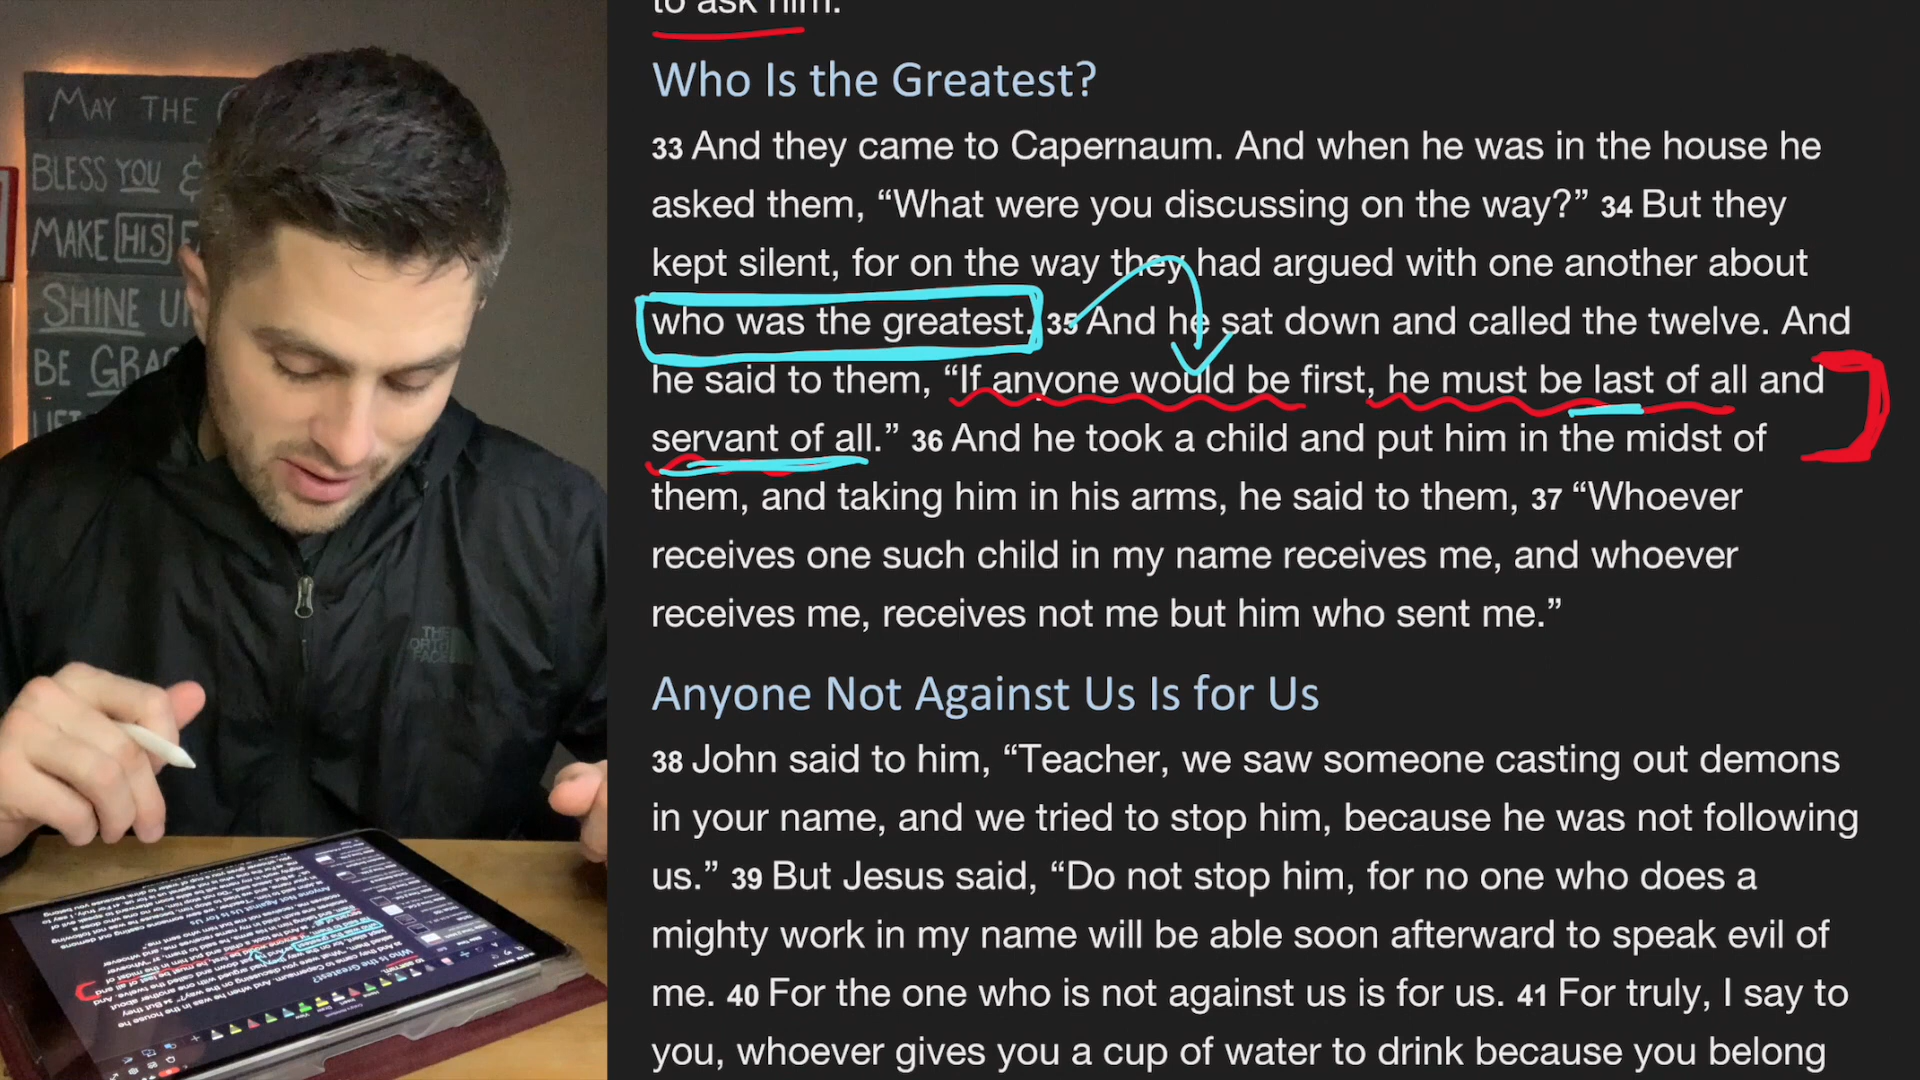 MAY THE
BLESS YOU &
MAKE HIS
SHINE
BE
THE
NORTH
FACE
to ask him.
Who Is the Greatest?
33 And they came to Capernaum. And when he was in the house he
asked them, “What were you discussing on the way?” 34 But they
kept silent, for on the way they had argued with one another about
who was the greatest. 35 And he sat down and called the twelve. And
he said to them, “If anyone would be first, he must be last of all and
servant of all.” 36 And he took a child and put him in the midst of
them, and taking him in his arms, he said to them, 37 “Whoever
receives one such child in my name receives me, and whoever
receives me, receives not me but him who sent me.”
Anyone Not Against Us Is for Us
38 John said to him, “Teacher, we saw someone casting out demons
in your name, and we tried to stop him, because he was not following
us.” 39 But Jesus said, “Do not stop him, for no one who does a
mighty work in my name will be able soon afterward to speak evil of
me. 40 For the one who is not against us is for us. 41 For truly, I say to
you, whoever gives you a cup of water to drink because you belong